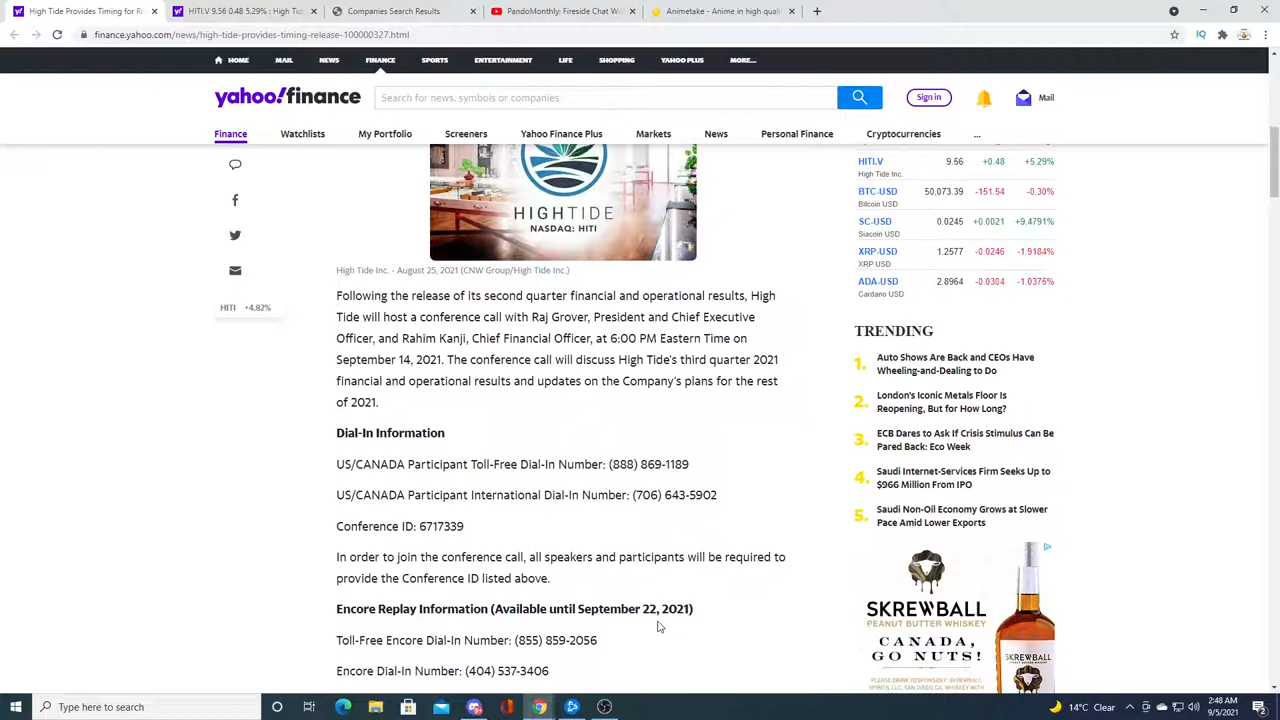 High Tide Provides Timing for Re
HITI.V 9.56 0.48 5.29% : High Tid
Companies Search Results
PandoMonthly: Fireside Chat Wit
Animetake - Anime in high quali
finance.yahoo.com/news/high-tide-provides-timing-release-100000327.html
HOME MAIL NEWS FINANCE SPORTS ENTERTAINMENT LIFE SHOPPING YAHOO PLUS MORE...
yahoo!finance
Search for news, symbols or companies
Sign in
Mail
Finance Watchlists My Portfolio Screeners Yahoo Finance Plus Markets News Personal Finance Cryptocurrencies ...
HIGHTIDE
NASDAQ: HITI
High Tide Inc. - August 25, 2021 (CNW Group/High Tide Inc.)
HITI +4.82%
Following the release of its second quarter financial and operational results, High
Tide will host a conference call with Raj Grover, President and Chief Executive
Officer, and Rahim Kanji, Chief Financial Officer, at 6:00 PM Eastern Time on
September 14, 2021. The conference call will discuss High Tide's third quarter 2021
financial and operational results and updates on the Company's plans for the rest
of 2021.
Dial-In Information
US/CANADA Participant Toll-Free Dial-In Number: (888) 869-1189
US/CANADA Participant International Dial-In Number: (706) 643-5902
Conference ID: 6717339
In order to join the conference call, all speakers and participants will be required to
provide the Conference ID listed above.
Encore Replay Information (Available until September 22, 2021)
Toll-Free Encore Dial-In Number: (855) 859-2056
Encore Dial-In Number: (404) 537-3406
HITI.V 9.56 +0.48 +5.29%
High Tide Inc.
BTC-USD 50,073.39 -151.54 -0.30%
Bitcoin USD
SC-USD 0.0245 +0.0021 +9.4791%
Siacoin USD
XRP-USD 1.2577 -0.0246 -1.9184%
XRP USD
ADA-USD 2.8964 -0.0304 -1.0375%
Cardano USD
TRENDING
1. Auto Shows Are Back and CEOs Have
Wheeling-and-Dealing to Do
2. London's Iconic Metals Floor Is
Reopening, But for How Long?
3. ECB Dares to Ask If Crisis Stimulus Can Be
Pared Back: Eco Week
4. Saudi Internet-Services Firm Seeks Up to
$966 Million From IPO
5. Saudi Non-Oil Economy Grows at Slower
Pace Amid Lower Exports
SKREWBALL
PEANUT BUTTER WHISKEY
CANADA,
GO NUTS!
SKREWBALL
Type here to search
14°C Clear
2:48 AM
9/5/2021